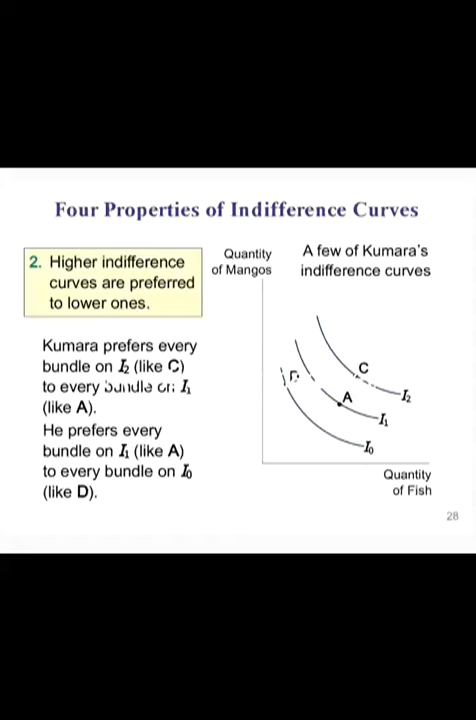 Four Properties of Indifference Curves
2. Higher indifference
curves are preferred
to lower ones.
Kumara prefers every
bundle on I₂ (like C)
to every bundle on I₁
(like A).
He prefers every
bundle on I₁ (like A)
to every bundle on I₀
(like D).
Quantity
of Mangos
A few of Kumara's
indifference curves
C
D
A
I₂
I₁
I₀
Quantity
of Fish
28